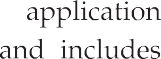 application
and includes